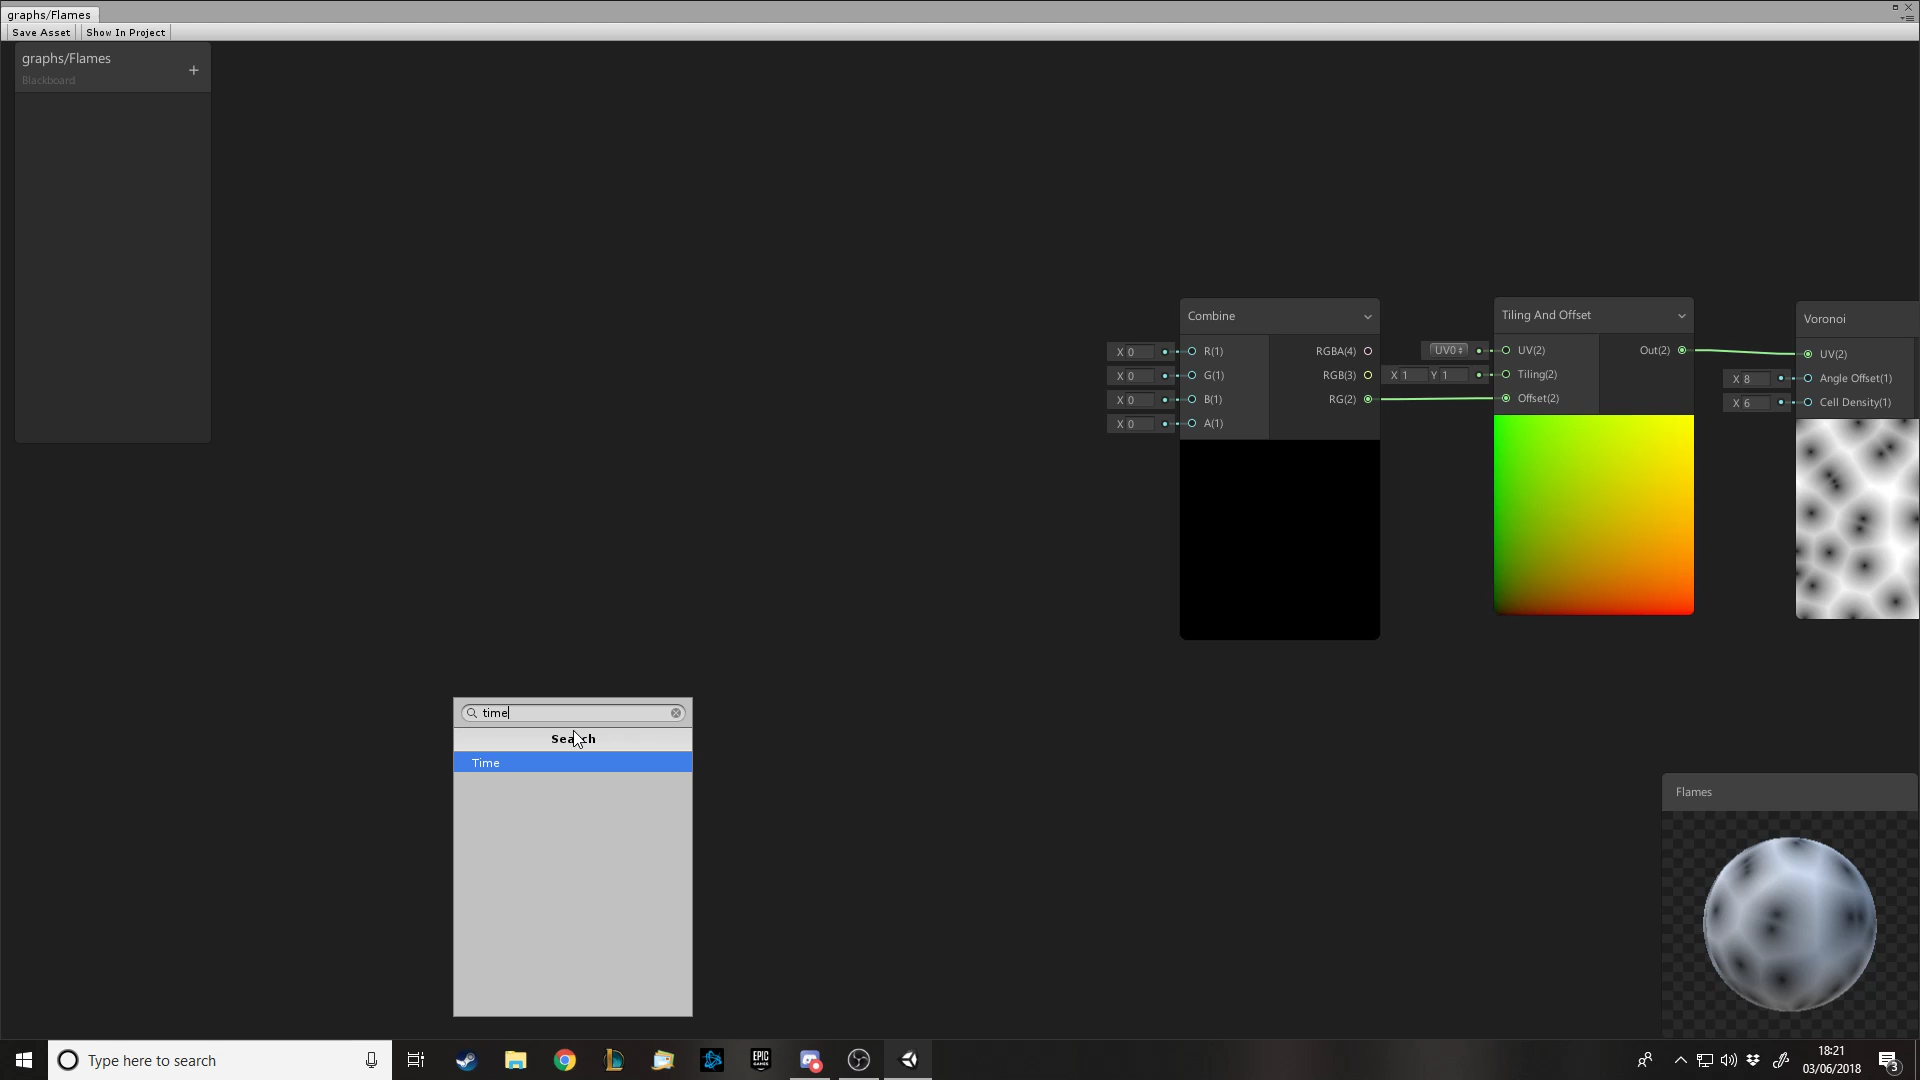 graphs/Flames
Save Asset
Show In Project
graphs/Flames
Blackboard
Combine
X 0
R(1)
RGBA(4)
X 0
G(1)
RGB(3)
X 0
B(1)
RG(2)
X 0
A(1)
Tiling And Offset
UV0
UV(2)
Out(2)
X 1 Y 1
Tiling(2)
Offset(2)
Voronoi
UV(2)
X 8
Angle Offset(1)
X 6
Cell Density(1)
time
Search
Time
Flames
Type here to search
EPIC
GAMES
18:21
03/06/2018
3